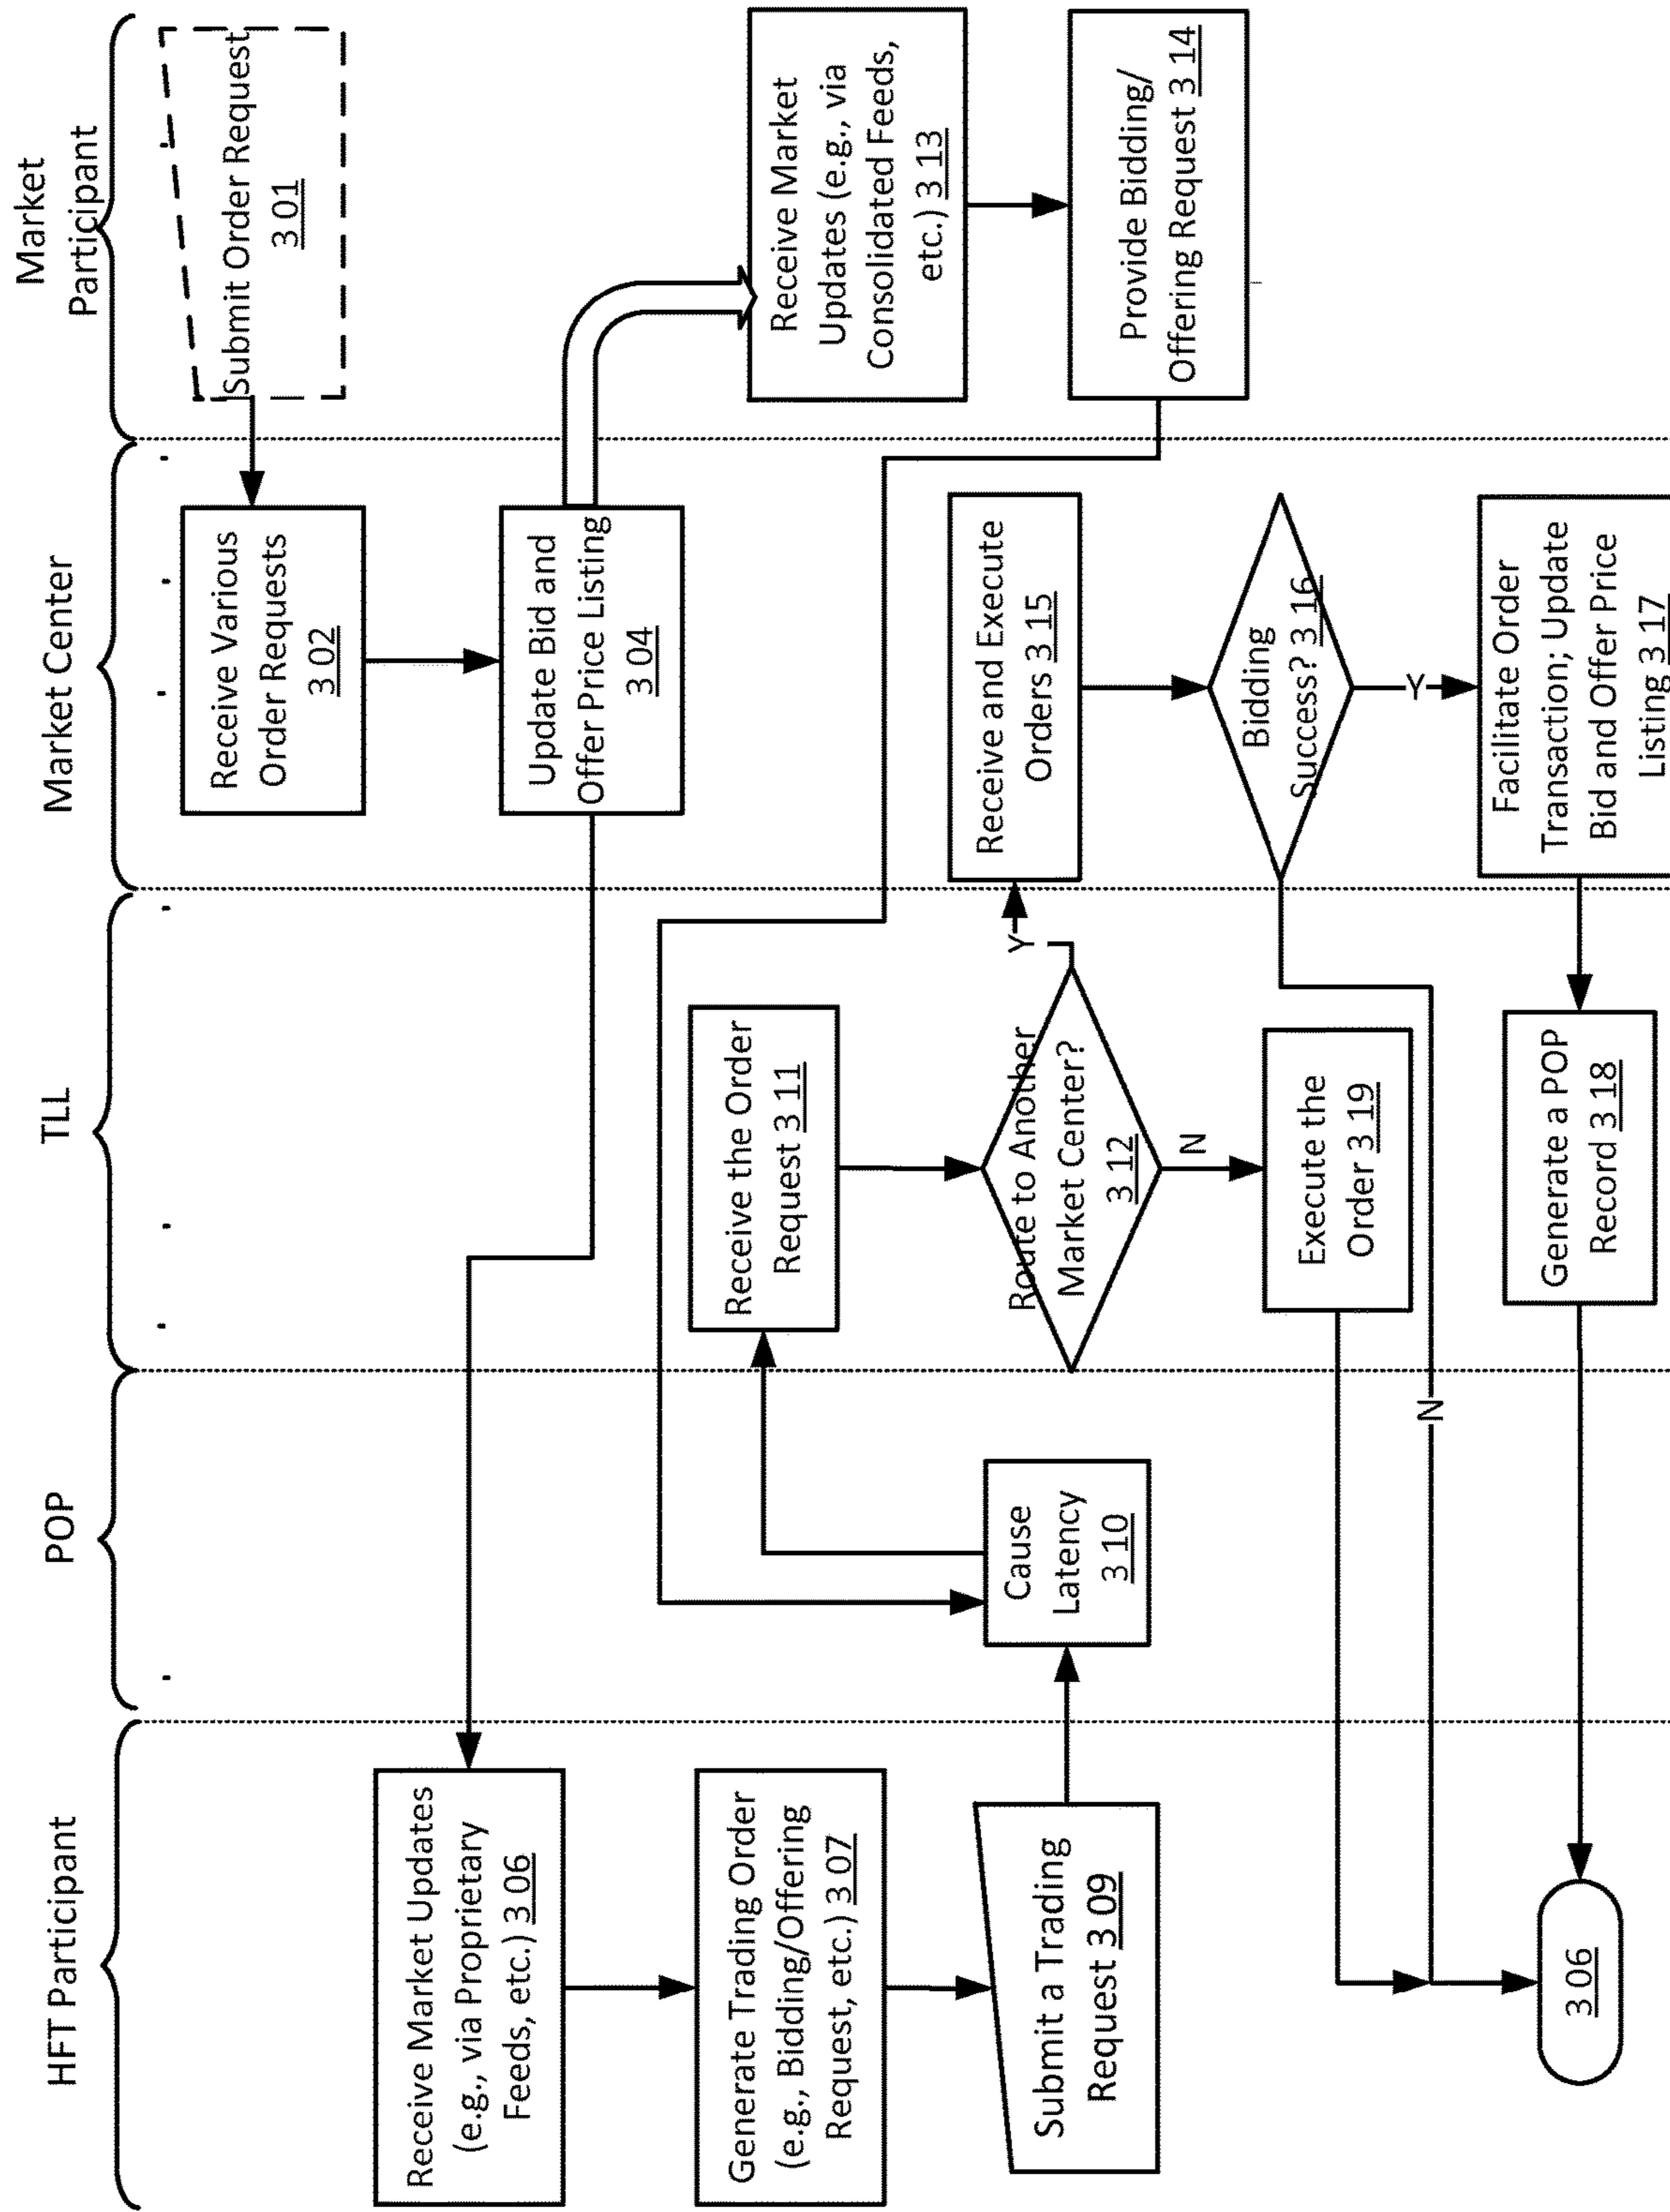 HFT Participant
POP
TLL
Market Center
Market
Participant
Submit Order Request
3 01
Receive Various
Order Requests
3 02
Update Bid and
Offer Price Listing
3 04
Receive Market Updates
(e.g., via Proprietary
Feeds, etc.) 3 06
Generate Trading Order
(e.g., Bidding/Offering
Request, etc.) 3 07
Submit a Trading
Request 3 09
Cause
Latency
3 10
Receive the Order
Request 3 11
Route to Another
Market Center?
3 12
Y
N
Receive Market
Updates (e.g., via
Consolidated Feeds,
etc.) 3 13
Provide Bidding/
Offering Request 3 14
Receive and Execute
Orders 3 15
Bidding
Success? 3 16
Y
N
Execute the
Order 3 19
Facilitate Order
Transaction; Update
Bid and Offer Price
Listing 3 17
Generate a POP
Record 3 18
3 06